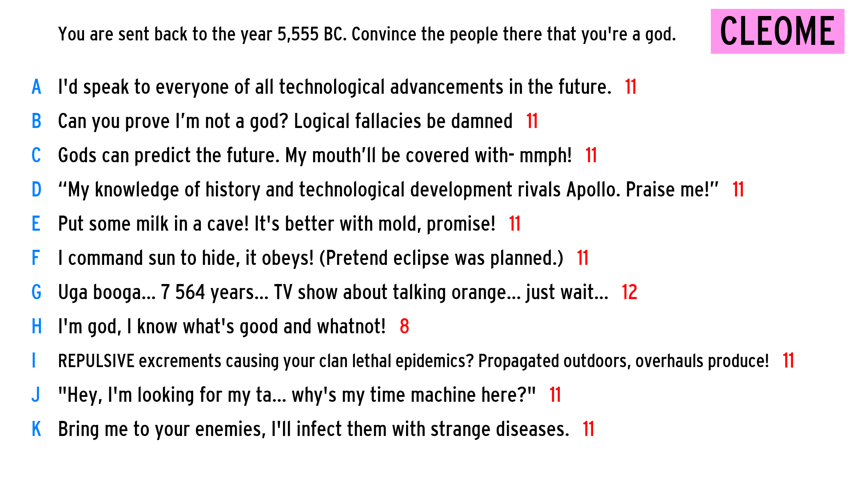 You are sent back to the year 5,555 BC. Convince the people there that you're a god.
CLEOME
A I'd speak to everyone of all technological advancements in the future. 11
B Can you prove I’m not a god? Logical fallacies be damned 11
C Gods can predict the future. My mouth’ll be covered with- mmph! 11
D “My knowledge of history and technological development rivals Apollo. Praise me!” 11
E Put some milk in a cave! It's better with mold, promise! 11
F I command sun to hide, it obeys! (Pretend eclipse was planned.) 11
G Uga booga... 7 564 years... TV show about talking orange... just wait... 12
H I'm god, I know what's good and whatnot! 8
I REPULSIVE excrements causing your clan lethal epidemics? Propagated outdoors, overhauls produce! 11
J "Hey, I'm looking for my ta... why's my time machine here?" 11
K Bring me to your enemies, I'll infect them with strange diseases. 11